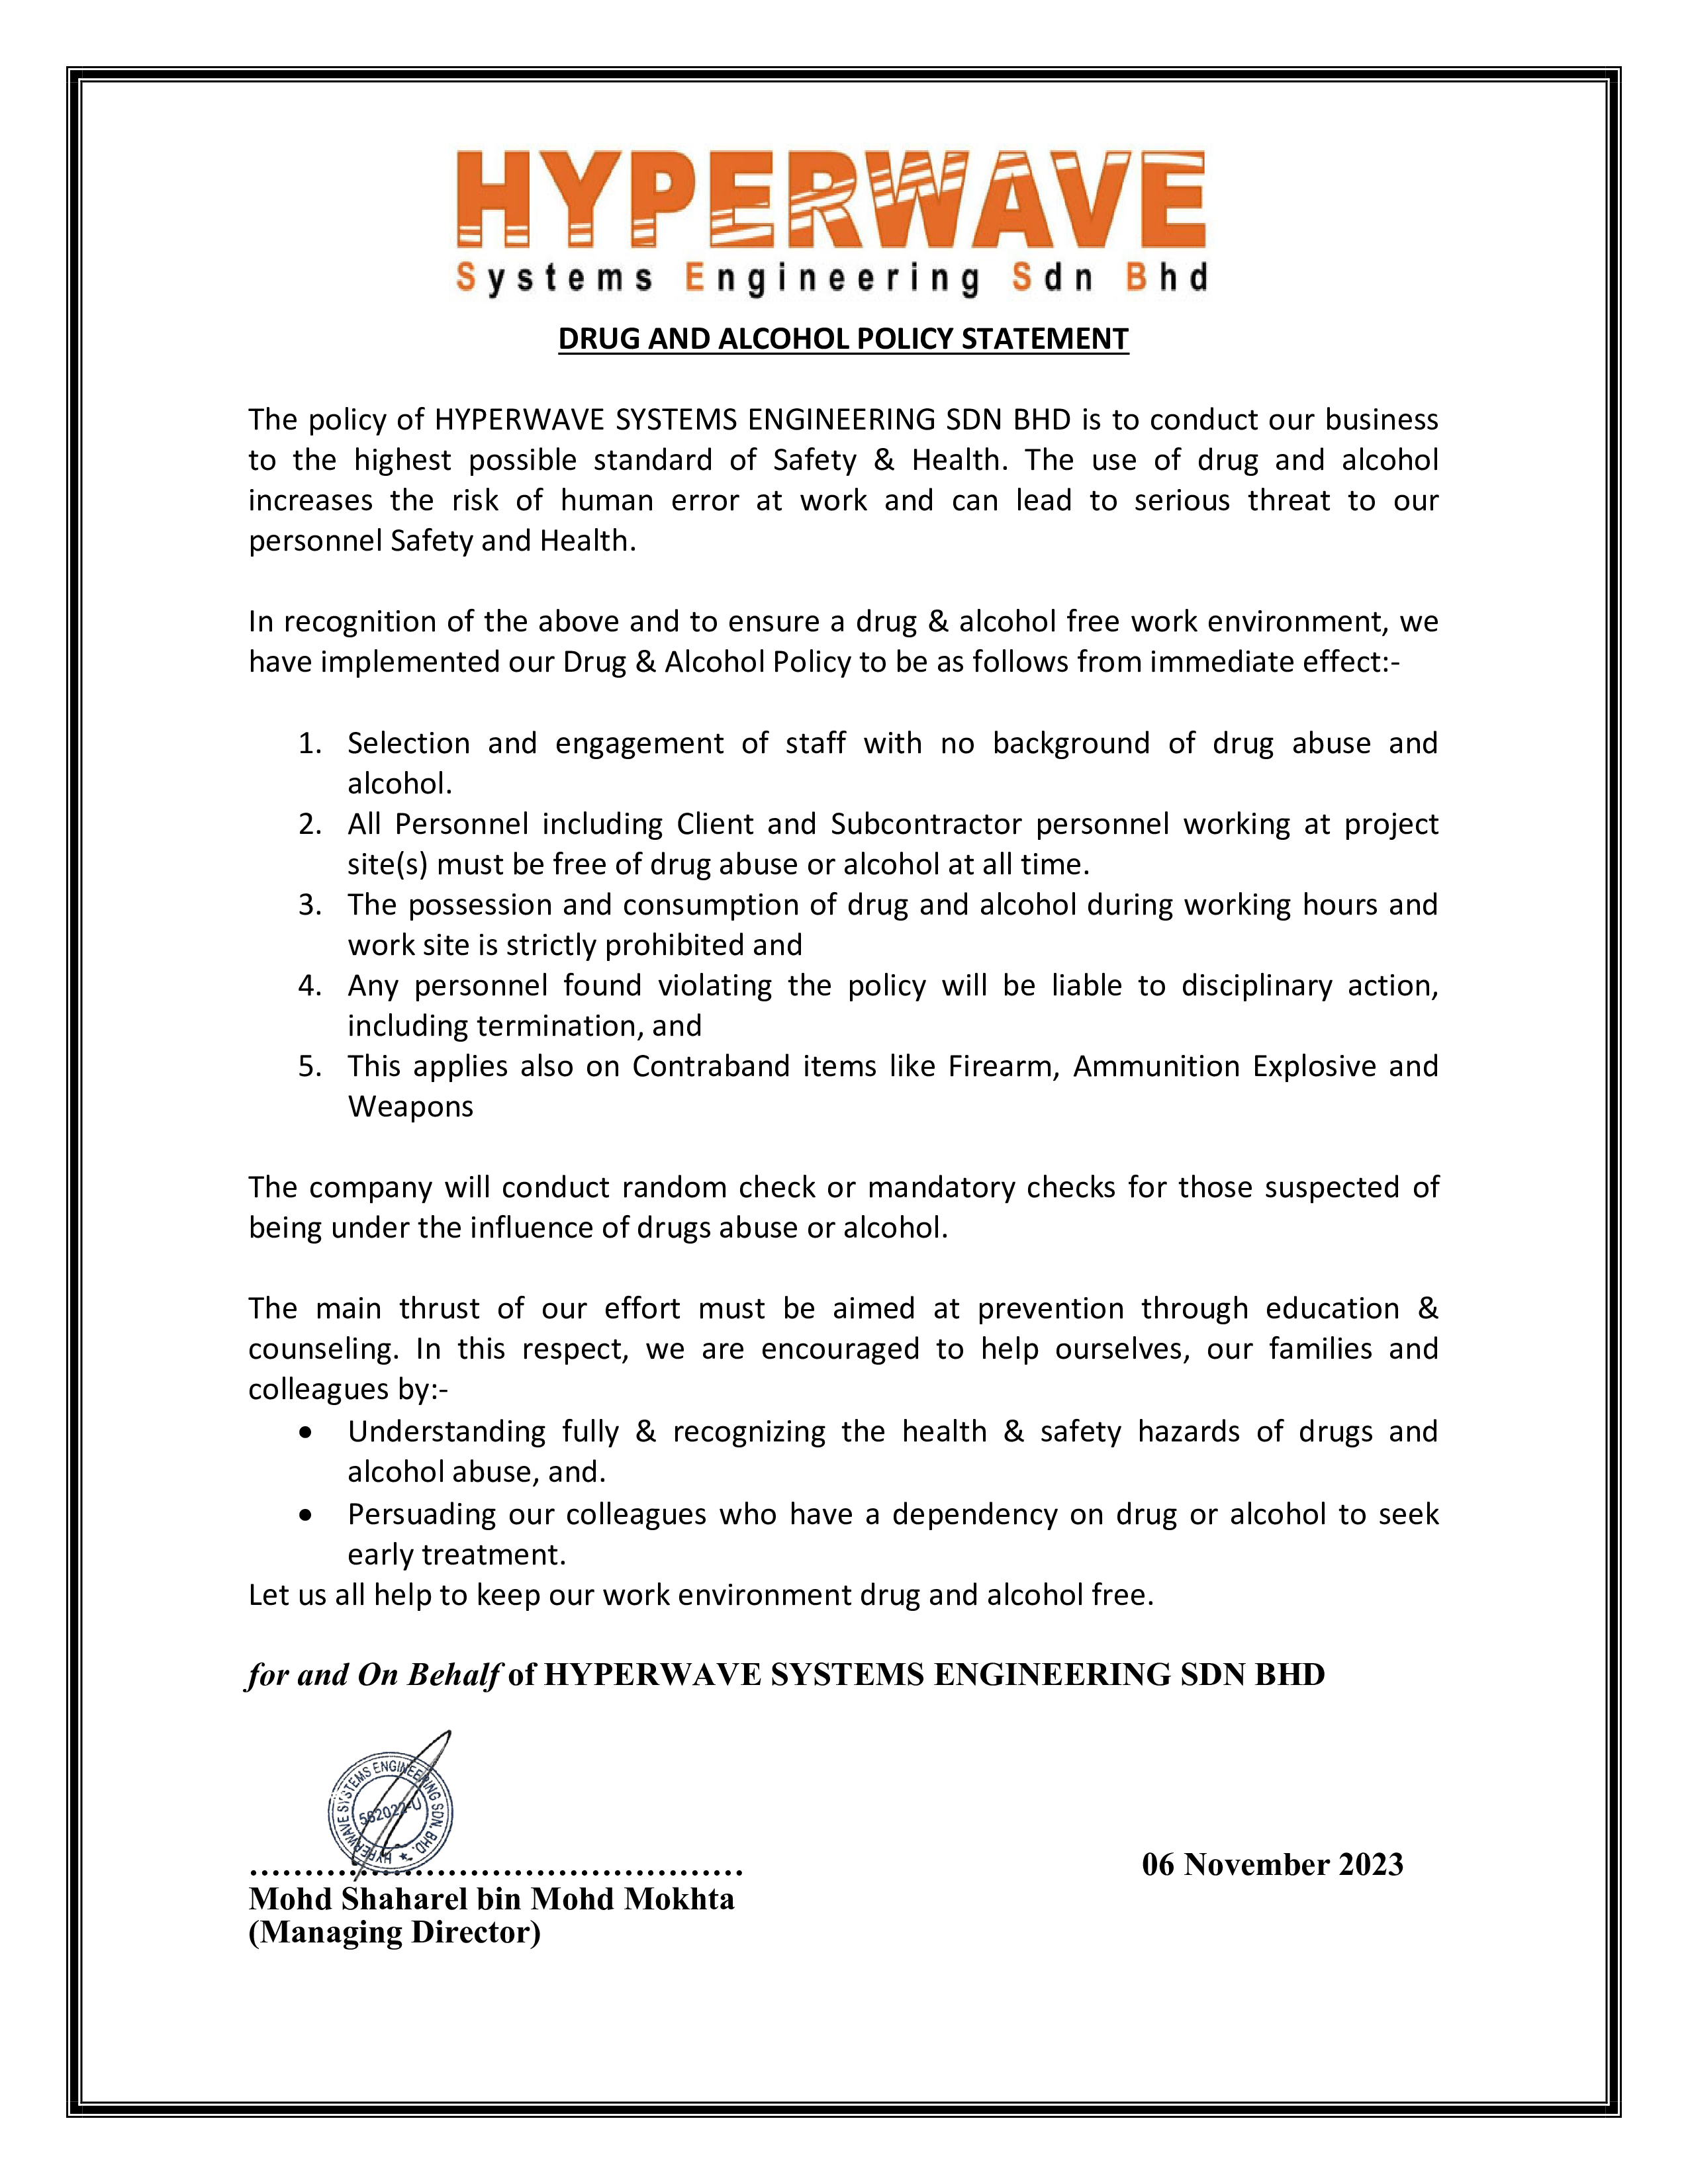 HYPERWAVE
Systems Engineering Sdn Bhd
DRUG AND ALCOHOL POLICY STATEMENT
The policy of HYPERWAVE SYSTEMS ENGINEERING SDN BHD is to conduct our business
to the highest possible standard of Safety & Health. The use of drug and alcohol
increases the risk of human error at work and can lead to serious threat to our
personnel Safety and Health.
In recognition of the above and to ensure a drug & alcohol free work environment, we
have implemented our Drug & Alcohol Policy to be as follows from immediate effect:-
1. Selection and engagement of staff with no background of drug abuse and
alcohol.
2. All Personnel including Client and Subcontractor personnel working at project
site(s) must be free of drug abuse or alcohol at all time.
3. The possession and consumption of drug and alcohol during working hours and
work site is strictly prohibited and
4. Any personnel found violating the policy will be liable to disciplinary action,
including termination, and
5. This applies also on Contraband items like Firearm, Ammunition Explosive and
Weapons
The company will conduct random check or mandatory checks for those suspected of
being under the influence of drugs abuse or alcohol.
The main thrust of our effort must be aimed at prevention through education &
counseling. In this respect, we are encouraged to help ourselves, our families and
colleagues by:-
• Understanding fully & recognizing the health & safety hazards of drugs and
alcohol abuse, and.
• Persuading our colleagues who have a dependency on drug or alcohol to seek
early treatment.
Let us all help to keep our work environment drug and alcohol free.
for and On Behalf of HYPERWAVE SYSTEMS ENGINEERING SDN BHD
HYPERWAVE SYSTEMS ENGINEERING SDN. BHD. ★
582022-U
06 November 2023
Mohd Shaharel bin Mohd Mokhta
(Managing Director)